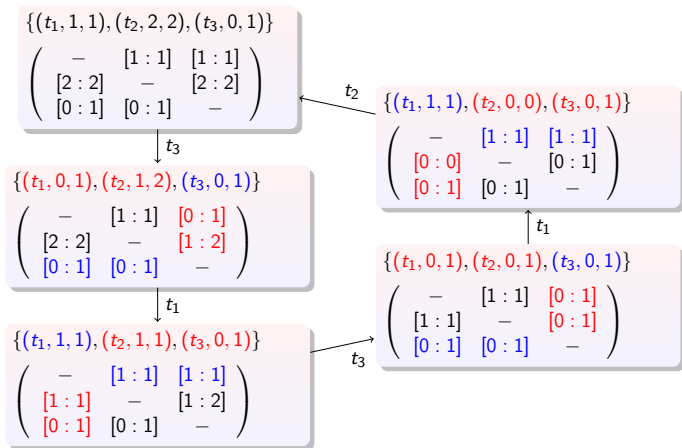 {(t₁, 1, 1), (t₂, 2, 2), (t₃, 0, 1)}
− [1 : 1] [1 : 1]
[2 : 2] − [2 : 2]
[0 : 1] [0 : 1] −
t₃
{(t₁, 0, 1), (t₂, 1, 2), (t₃, 0, 1)}
− [1 : 1] [0 : 1]
[2 : 2] − [1 : 2]
[0 : 1] [0 : 1] −
t₁
{(t₁, 1, 1), (t₂, 1, 1), (t₃, 0, 1)}
− [1 : 1] [1 : 1]
[1 : 1] − [1 : 2]
[0 : 1] [0 : 1] −
t₃
{(t₁, 0, 1), (t₂, 0, 1), (t₃, 0, 1)}
− [1 : 1] [0 : 1]
[1 : 1] − [0 : 1]
[0 : 1] [0 : 1] −
t₁
{(t₁, 1, 1), (t₂, 0, 0), (t₃, 0, 1)}
− [1 : 1] [1 : 1]
[0 : 0] − [0 : 1]
[0 : 1] [0 : 1] −
t₂